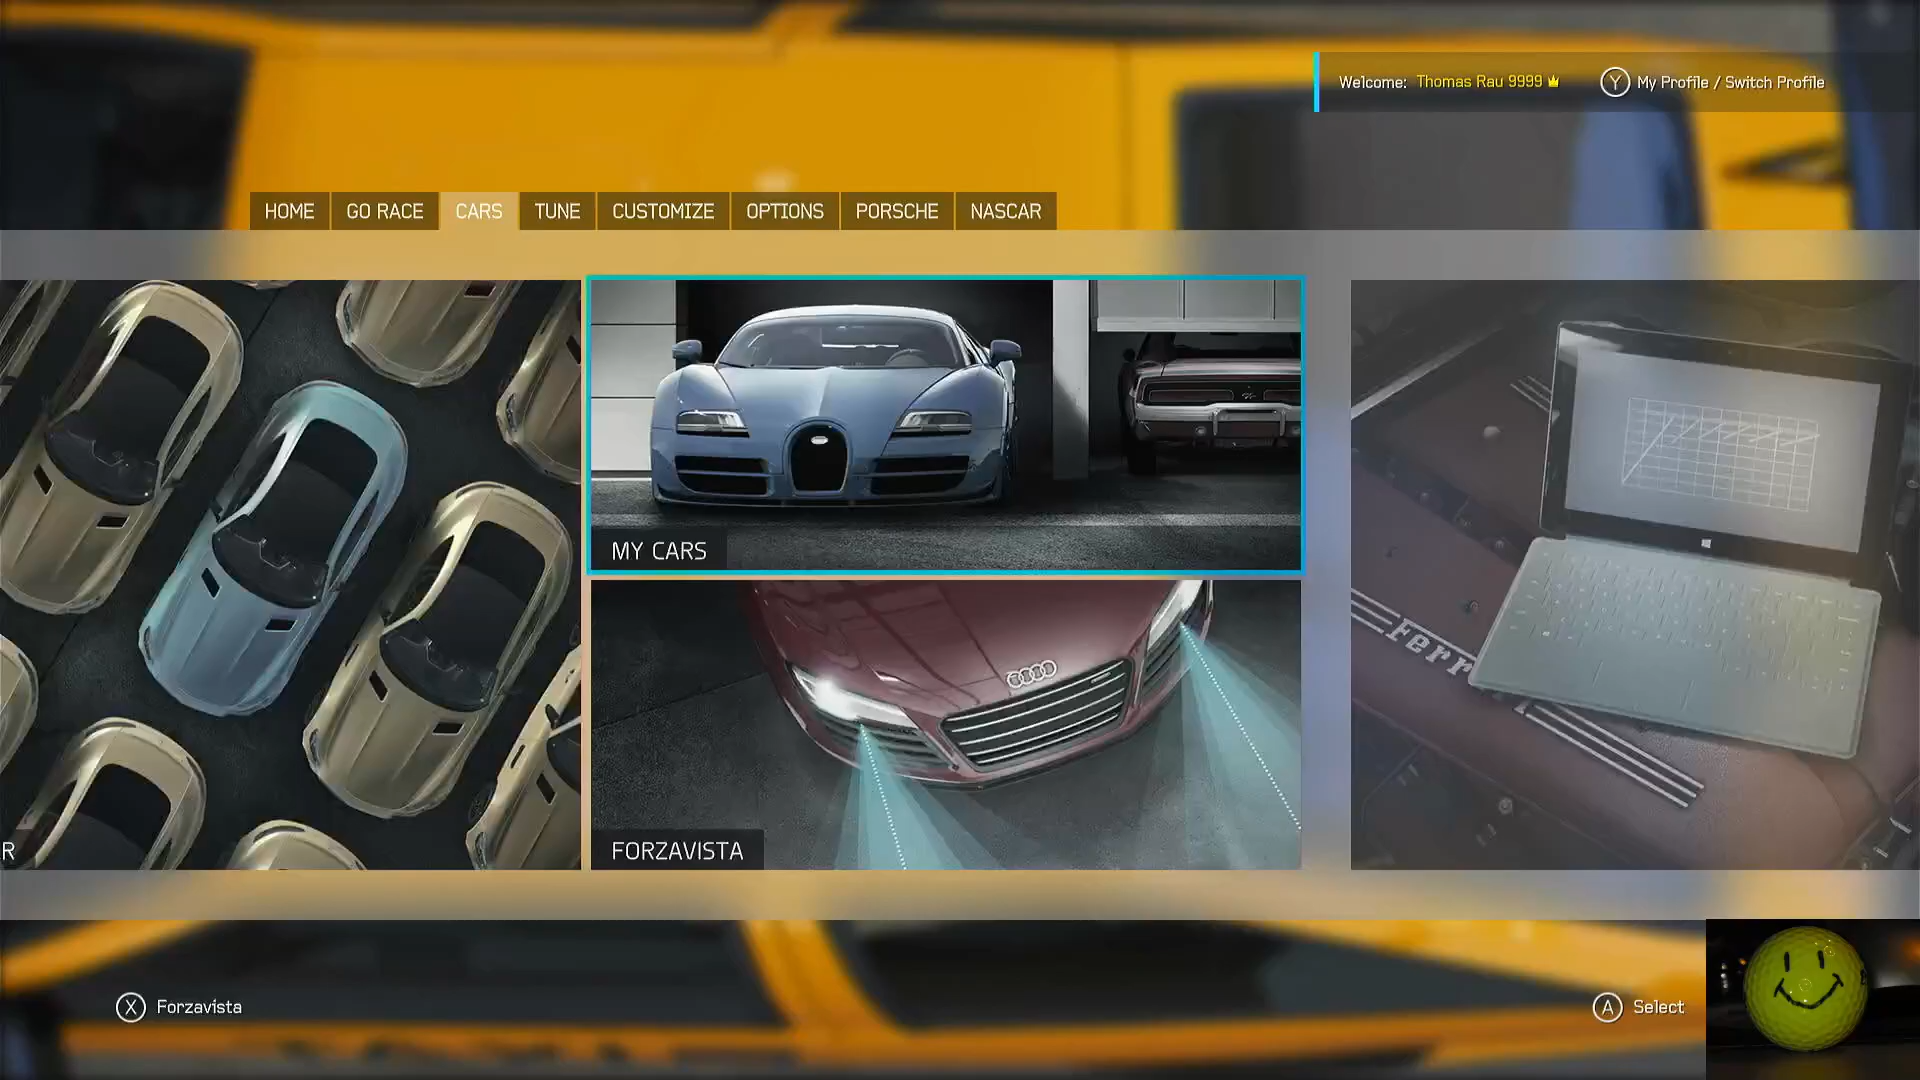 Welcome: Thomas Rau 9999 Y My Profile / Switch Profile
HOME GO RACE CARS TUNE CUSTOMIZE OPTIONS PORSCHE NASCAR
MY CARS
Ferr
R
FORZAVISTA
X Forzavista
A Select